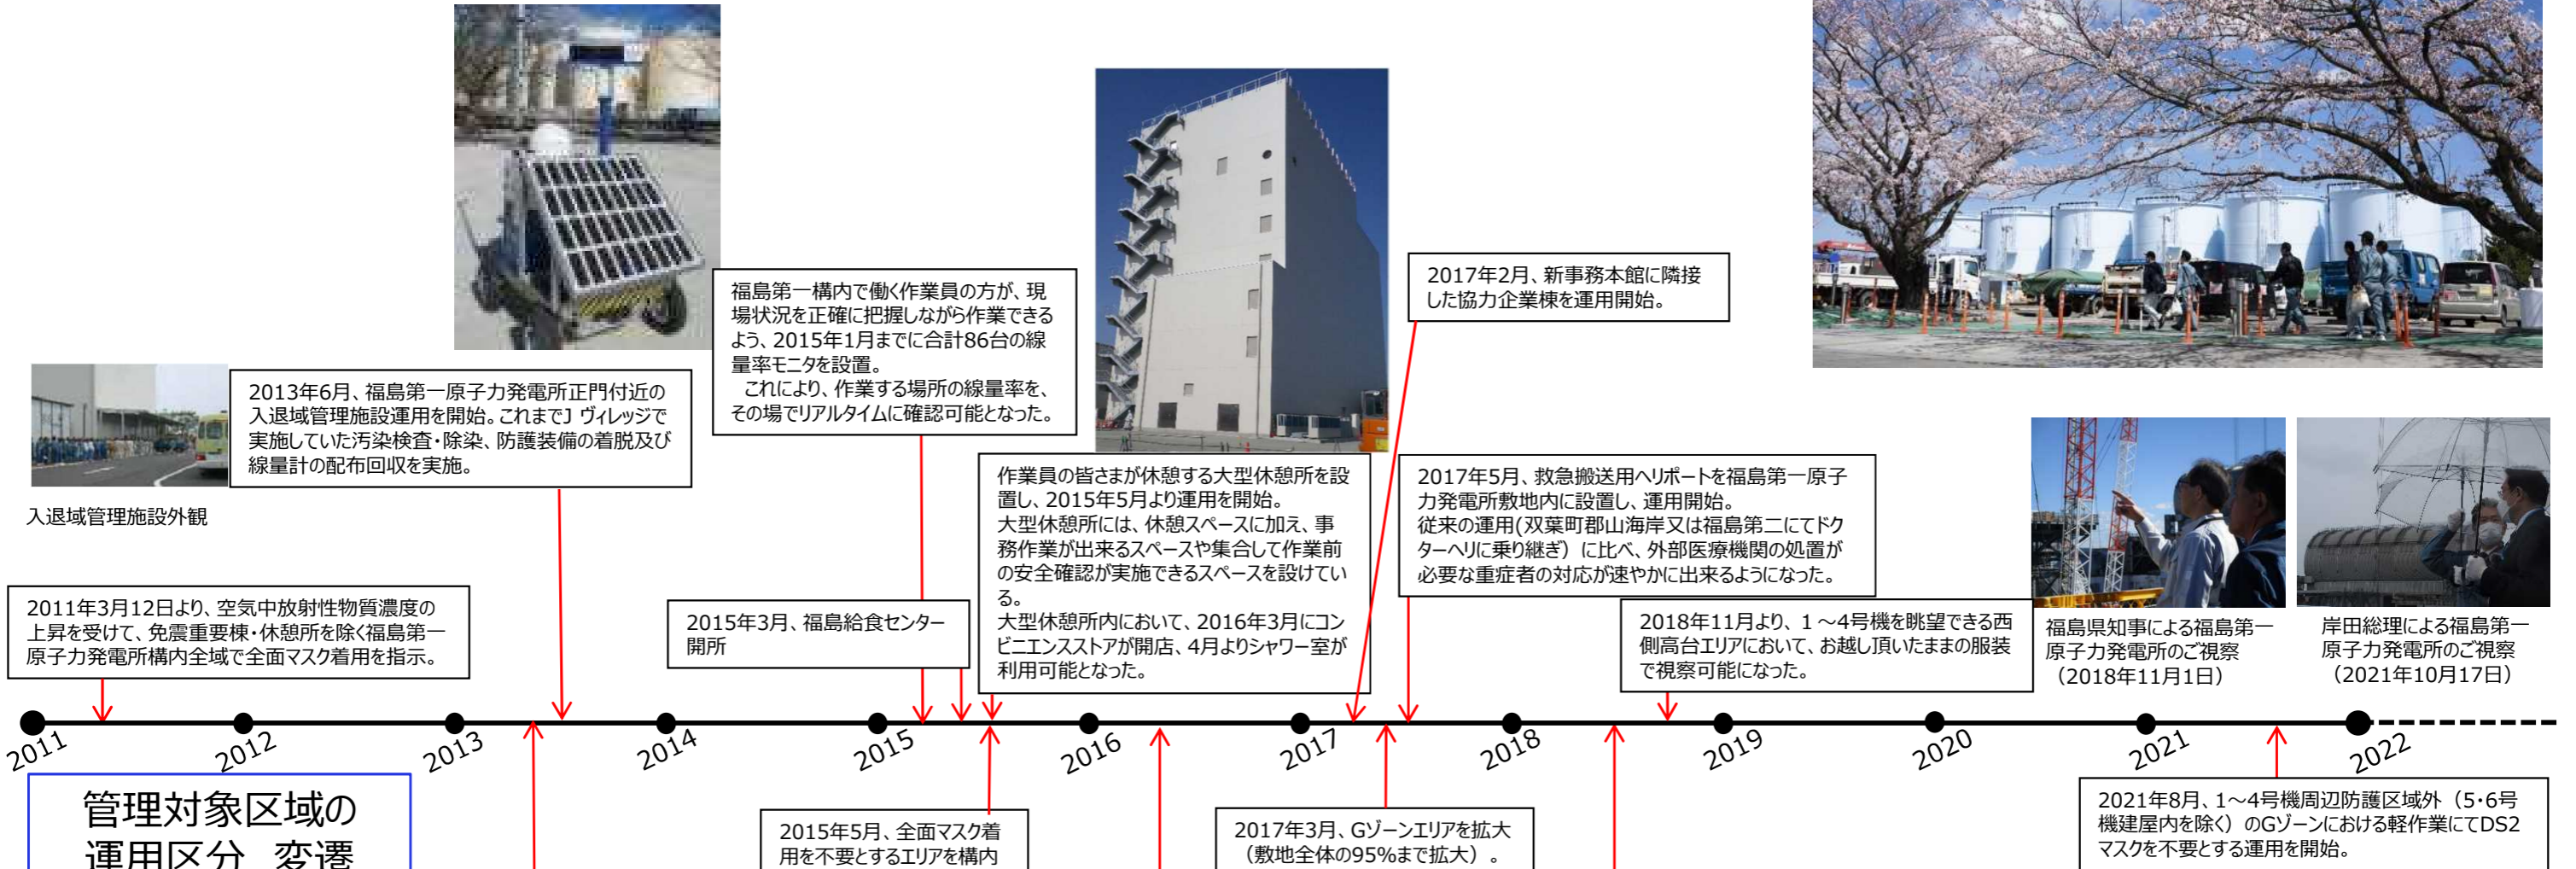 福島第一構内で働く作業員の方が、現
場状況を正確に把握しながら作業できる
よう、2015年1月までに合計86台の線
量率モニタを設置。
これにより、作業する場所の線量率を、
その場でリアルタイムに確認可能となった。
2017年2月、新事務本館に隣接
した協力企業棟を運用開始。
2013年6月、福島第一原子力発電所正門付近の
入退域管理施設運用を開始。これまでJ ヴィレッジで
実施していた汚染検査・除染、防護装備の着脱及び
線量計の配布回収を実施。
入退域管理施設外観
作業員の皆さまが休憩する大型休憩所を設
置し、2015年5月より運用を開始。
大型休憩所には、休憩スペースに加え、事
務作業が出来るスペースや集合して作業前
の安全確認が実施できるスペースを設けてい
る。
大型休憩所内において、2016年3月にコン
ビニエンスストアが開店、4月よりシャワー室が
利用可能となった。
2017年5月、救急搬送用ヘリポートを福島第一原子
力発電所敷地内に設置し、運用開始。
従来の運用(双葉町郡山海岸又は福島第二にてドク
ターヘリに乗り継ぎ）に比べ、外部医療機関の処置が
必要な重症者の対応が速やかに出来るようになった。
2011年3月12日より、空気中放射性物質濃度の
上昇を受けて、免震重要棟・休憩所を除く福島第一
原子力発電所構内全域で全面マスク着用を指示。
2015年3月、福島給食センター
開所
2018年11月より、１～4号機を眺望できる西
側高台エリアにおいて、お越し頂いたままの服装
で視察可能になった。
福島県知事による福島第一
原子力発電所のご視察
（2018年11月1日）
岸田総理による福島第一
原子力発電所のご視察
（2021年10月17日）
2011
2012
2013
2014
2015
2016
2017
2018
2019
2020
2021
2022
管理対象区域の
運用区分 変遷
2015年5月、全面マスク着
用を不要とするエリアを構内
2017年3月、Gゾーンエリアを拡大
（敷地全体の95%まで拡大）。
2021年8月、1～4号機周辺防護区域外（5・6号
機建屋内を除く）のGゾーンにおける軽作業にてDS2
マスクを不要とする運用を開始。